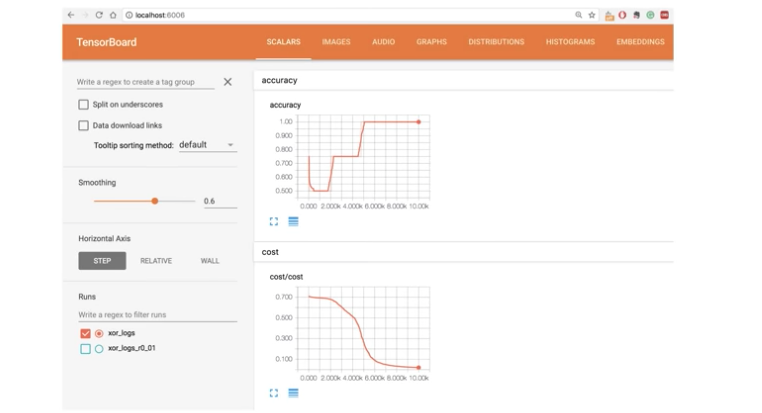 localhost:6006
TensorBoard
SCALARS IMAGES AUDIO GRAPHS DISTRIBUTIONS HISTOGRAMS EMBEDDINGS
Write a regex to create a tag group
Split on underscores
Data download links
Tooltip sorting method: default
Smoothing
0.6
Horizontal Axis
STEP RELATIVE WALL
Runs
Write a regex to filter runs
xor_logs
xor_logs_r0_01
accuracy
accuracy
1.00
0.900
0.800
0.700
0.600
0.500
0.000 2.000k 4.000k 6.000k 8.000k 10.00k
cost
cost/cost
0.700
0.500
0.300
0.100
0.000 2.000k 4.000k 6.000k 8.000k 10.00k